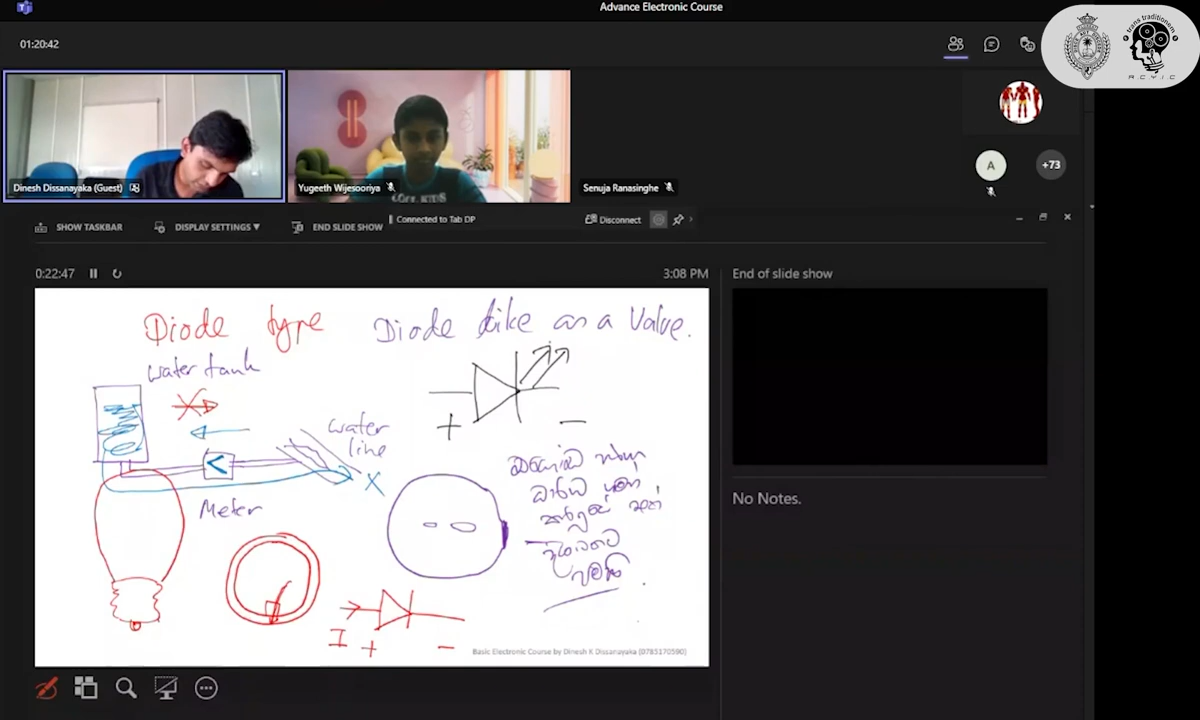 Advance Electronic Course
01:20:42
R.C.Y.I.C
Dinesh Dissanayaka (Guest)
Yugeeth Wijesooriya
Senuja Ranasinghe
A
+73
SHOW TASKBAR
DISPLAY SETTINGS
END SLIDE SHOW
Connected to Tab DP
Disconnect
0:22:47
3:08 PM
End of slide show
Diode type
Diode Like as a Valve.
water tank
X
+ −
water
line
<
X
Meter
I + −
Basic Electronic Course by Dinesh K Dissanayaka (0785170590)
No Notes.